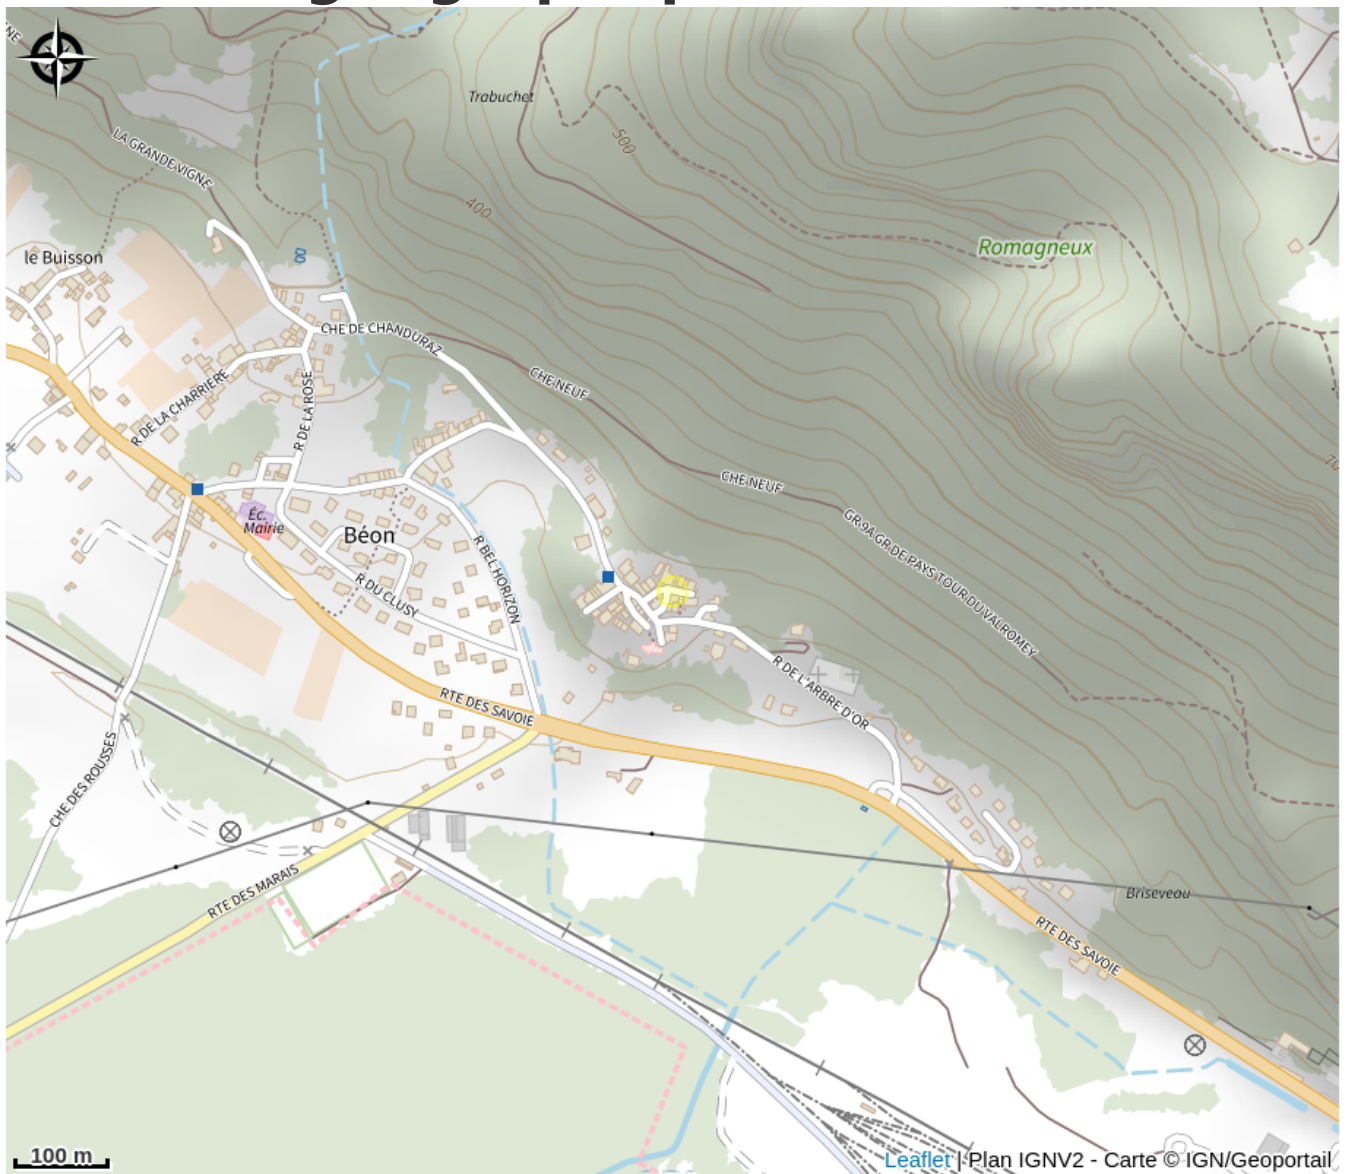 NE
Trabuchet
LA GRANDE VIGNE
500
400
Romagneux
le Buisson
CHE DE CHANDURAZ
CHE NEUF
R DE LA CHARRIERE
R DE LA ROSE
CHE NEUF
Éc.
Mairie
Béon
GR 9A GR DE PAYS TOUR DU VALROMEY
R BEL HORIZON
R DU CLUSY
R DE L'ARBRE D'OR
RTE DES SAVOIE
CHE DES ROUSSES
RTE DES MARAIS
Briseveau
RTE DES SAVOIE
100 m
Leaflet | Plan IGNV2 - Carte © IGN/Geoportail